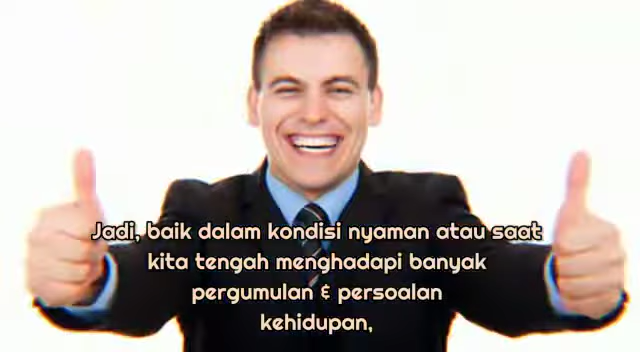 Jadi, baik dalam kondisi nyaman atau saat
kita tengah menghadapi banyak
pergumulan & persoalan
kehidupan,